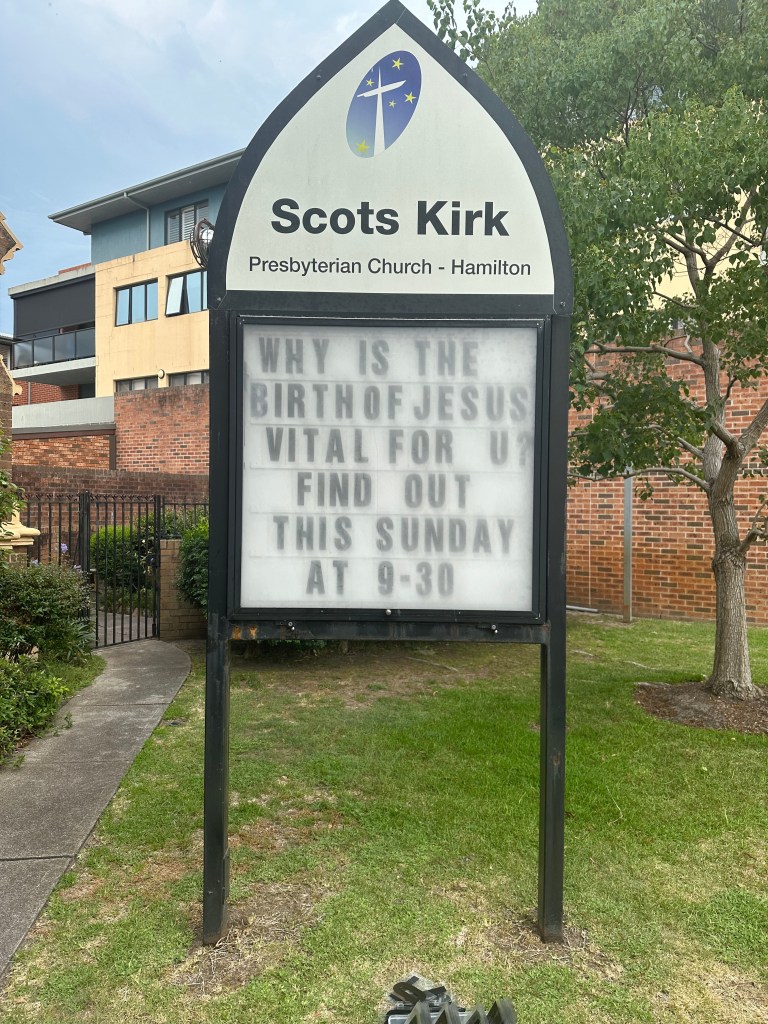 Scots Kirk
Presbyterian Church - Hamilton
WHY IS THE
BIRTH OF JESUS
VITAL FOR U?
FIND OUT
THIS SUNDAY
AT 9-30